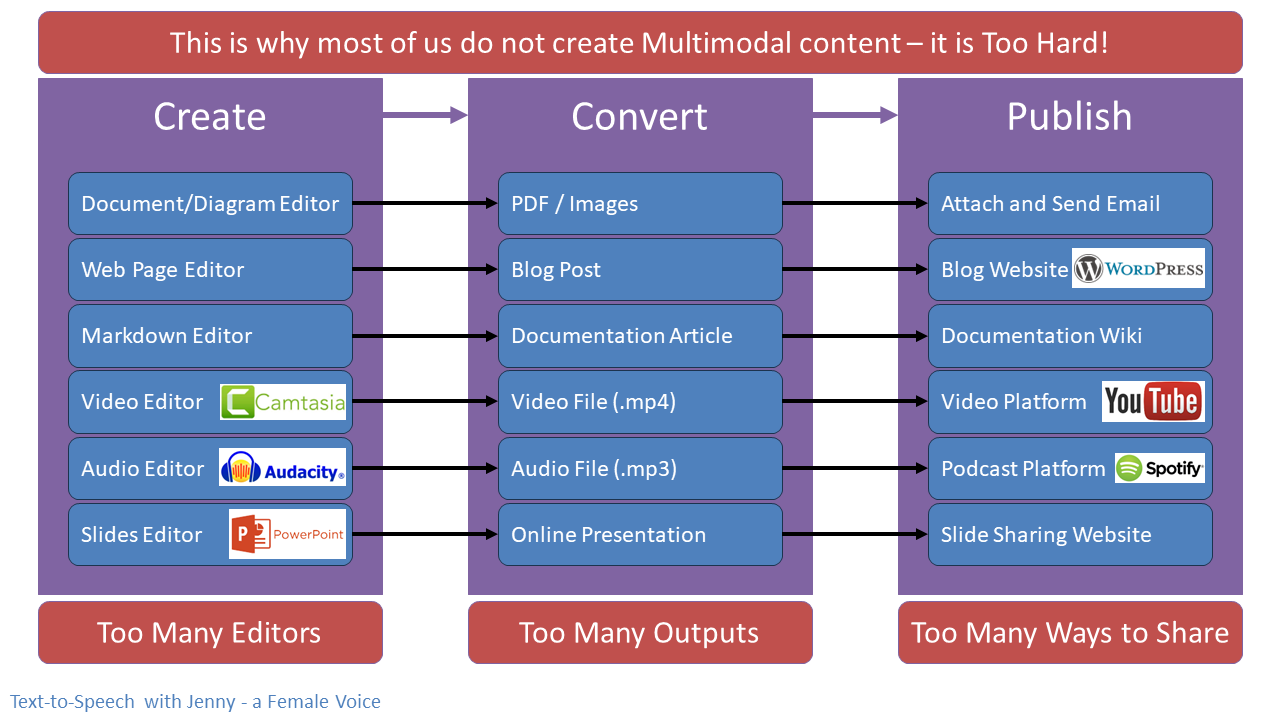 This is why most of us do not create Multimodal content – it is Too Hard!
Create
Convert
Publish
Document/Diagram Editor
PDF / Images
Attach and Send Email
Web Page Editor
Blog Post
Blog Website
WORDPRESS
Markdown Editor
Documentation Article
Documentation Wiki
Video Editor
Camtasia
Video File (.mp4)
Video Platform
YouTube
Audio Editor
Audacity®
Audio File (.mp3)
Podcast Platform
Spotify
Slides Editor
P
PowerPoint
Online Presentation
Slide Sharing Website
Too Many Editors
Too Many Outputs
Too Many Ways to Share
Text-to-Speech with Jenny - a Female Voice